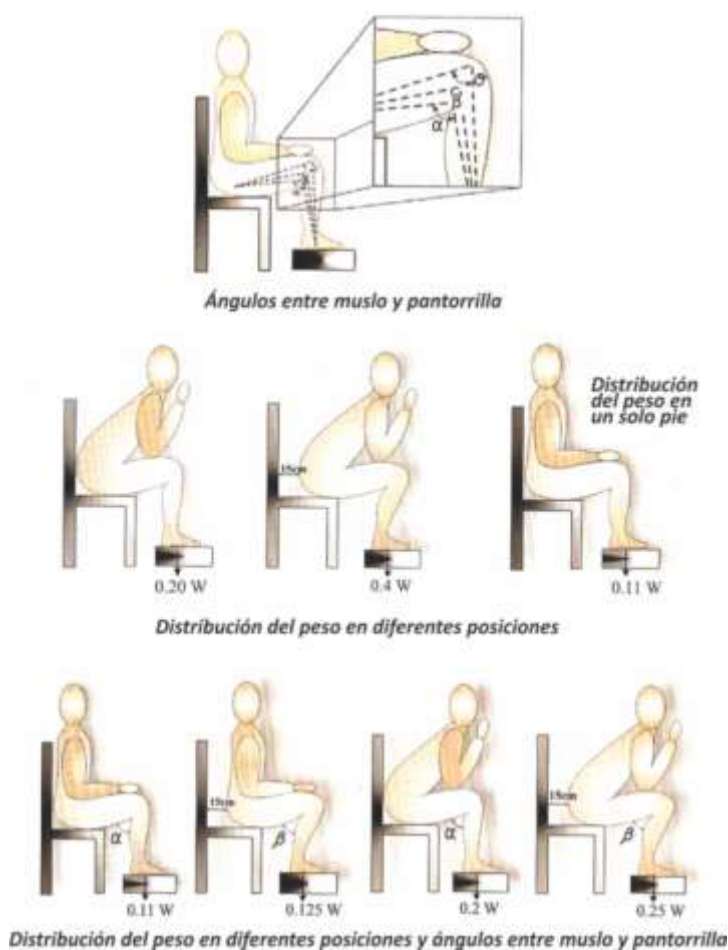 α
β
θ
Ángulos entre muslo y pantorrilla
Distribución
del peso en
un solo pie
15cm
0.20 W
0.4 W
0.11 W
Distribución del peso en diferentes posiciones
15cm
15cm
α
β
α
β
0.11 W
0.125 W
0.2 W
0.25 W
Distribución del peso en diferentes posiciones y ángulos entre muslo y pantorrilla